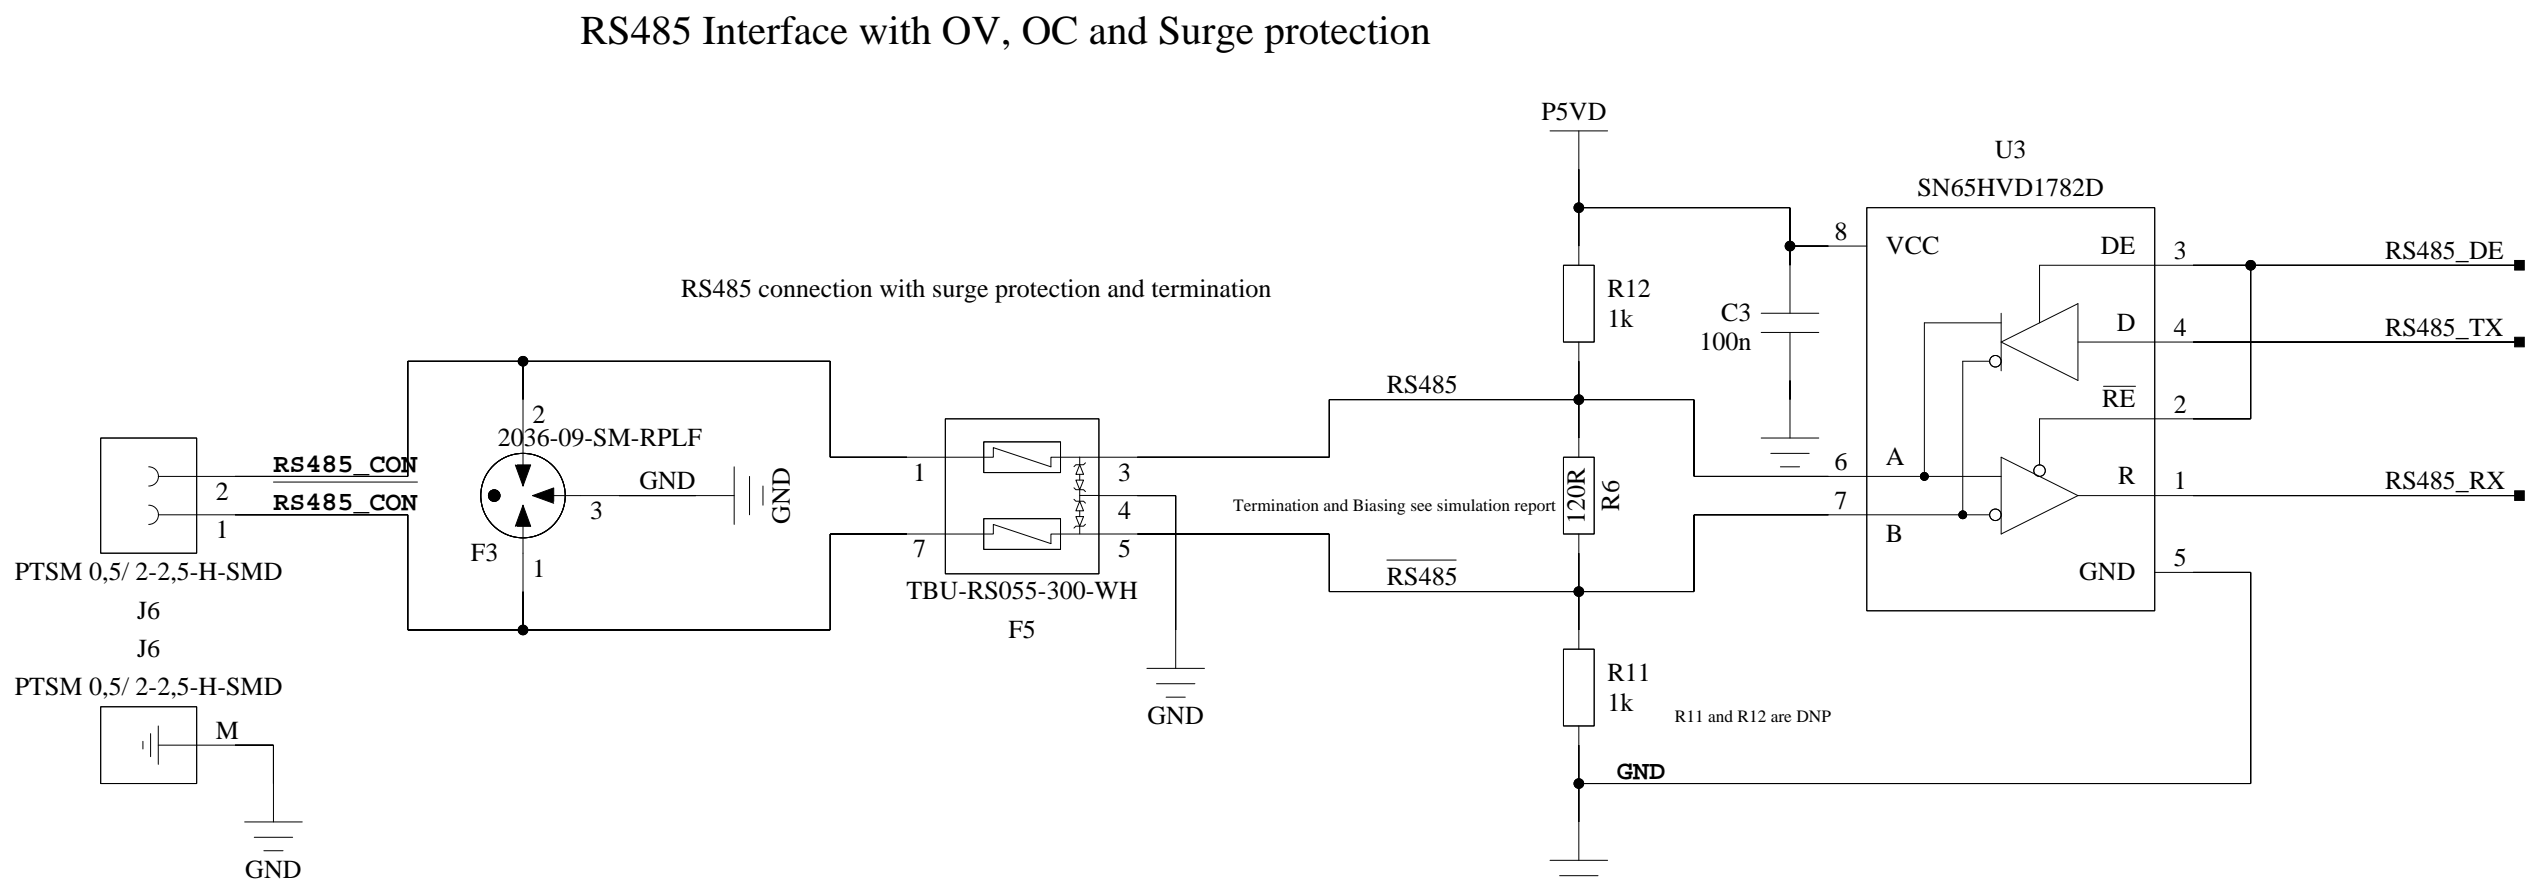 RS485 Interface with OV, OC and Surge protection
P5VD
U3
SN65HVD1782D
8
VCC
DE
3
RS485_DE
RS485 connection with surge protection and termination
R12
1k
C3
100n
D
4
RS485_TX
RS485
RE
2
2
2036-09-SM-RPLF
RS485_CON
2
RS485_CON
1
GND
3
GND
F3
1
1
3
4
7
5
TBU-RS055-300-WH
F5
GND
Termination and Biasing see simulation report
120R
R6
6
A
7
B
R
1
RS485_RX
GND
5
RS485
PTSM 0,5/ 2-2,5-H-SMD
J6
J6
PTSM 0,5/ 2-2,5-H-SMD
M
GND
R11
1k
R11 and R12 are DNP
GND